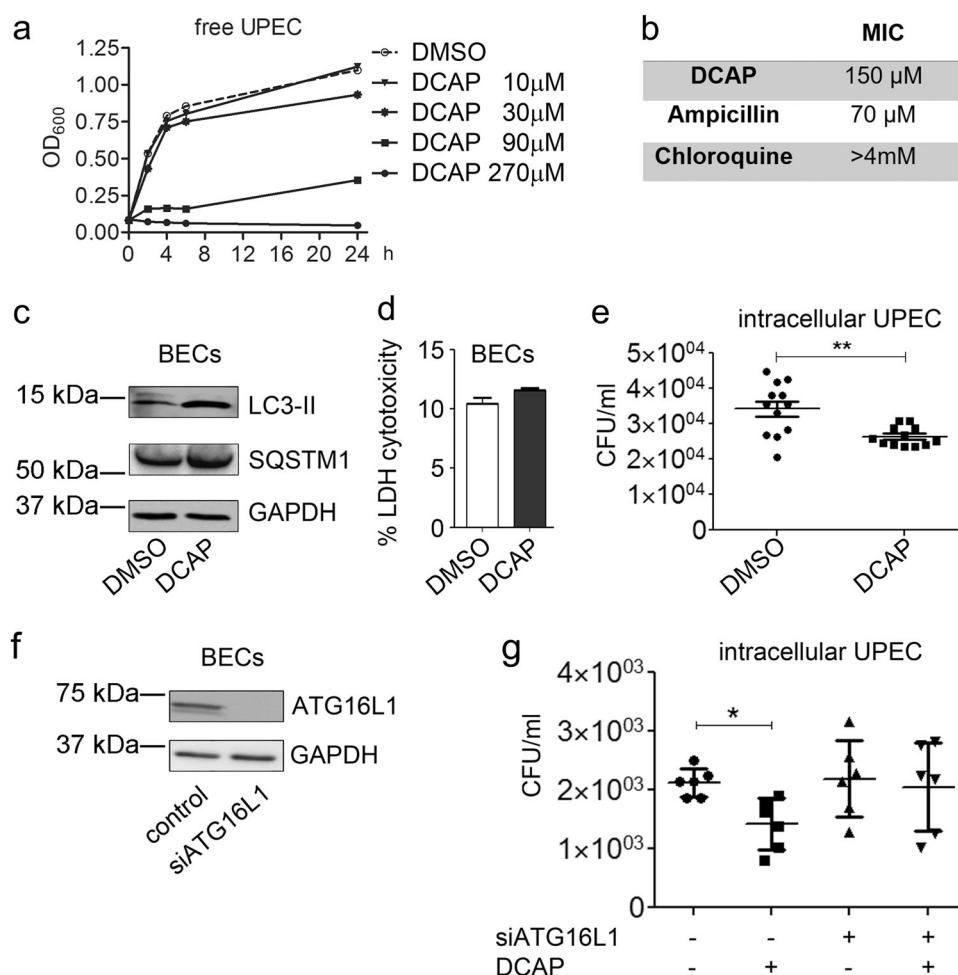 a
free UPEC
OD600
1.25
1.00
0.75
0.50
0.25
0.00
0 4 8 12 16 20 24 h
DMSO
DCAP 10μM
DCAP 30μM
DCAP 90μM
DCAP 270μM
b
MIC
DCAP 150 μM
Ampicillin 70 μM
Chloroquine >4mM
c
BECs
15 kDa
LC3-II
50 kDa
SQSTM1
37 kDa
GAPDH
DMSO
DCAP
d
BECs
% LDH cytotoxicity
15
10
5
0
DMSO
DCAP
e
intracellular UPEC
**
CFU/ml
5×10^04
4×10^04
3×10^04
2×10^04
1×10^04
0
DMSO
DCAP
f
BECs
75 kDa
ATG16L1
37 kDa
GAPDH
control
siATG16L1
g
intracellular UPEC
*
CFU/ml
4×10^03
3×10^03
2×10^03
1×10^03
0
siATG16L1 - - + +
DCAP - + - +